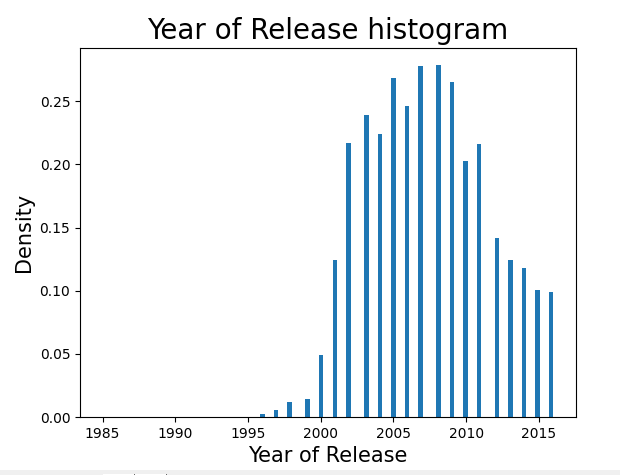 Year of Release histogram
Density
0.25
0.20
0.15
0.10
0.05
0.00
1985 1990 1995 2000 2005 2010 2015
Year of Release